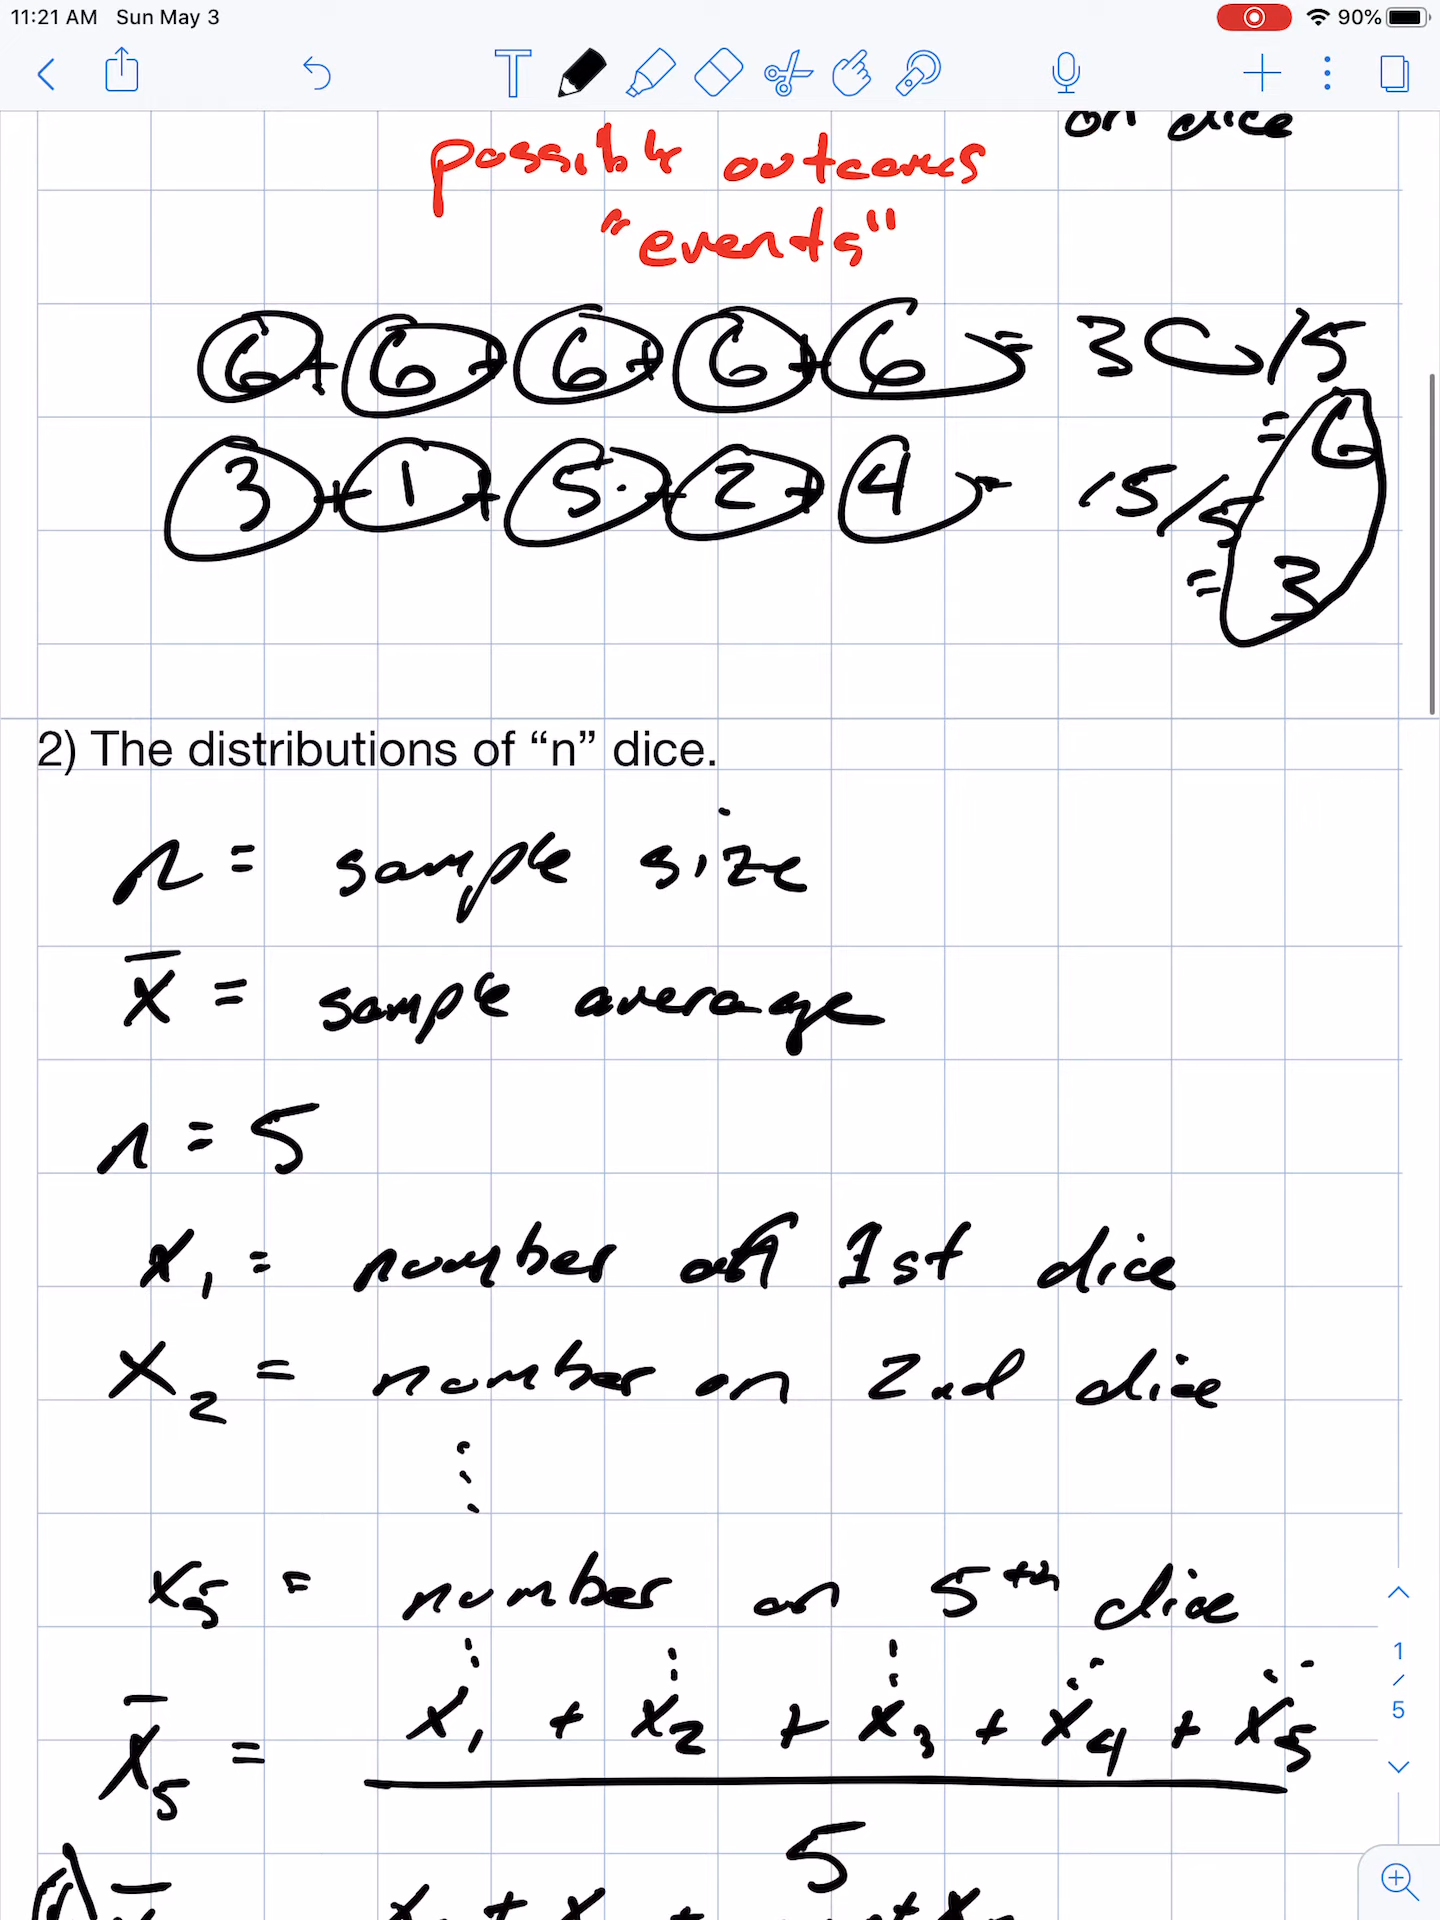 11:21 AM Sun May 3 90%
T
on dice
possible outcomes
"events"
6 + 6 + 6 + 6 + 6 = 30/5
= 6
3 + 1 + 5 + 2 + 4 = 15/5
= 3
2) The distributions of “n” dice.
n = sample size
x̄ = sample average
n = 5
x₁ = number on 1st dice
x₂ = number on 2nd dice
⋮
x₅ = number on 5th dice
x̄₅ = x₁ + x₂ + x₃ + x₄ + x₅
5
1
/
5